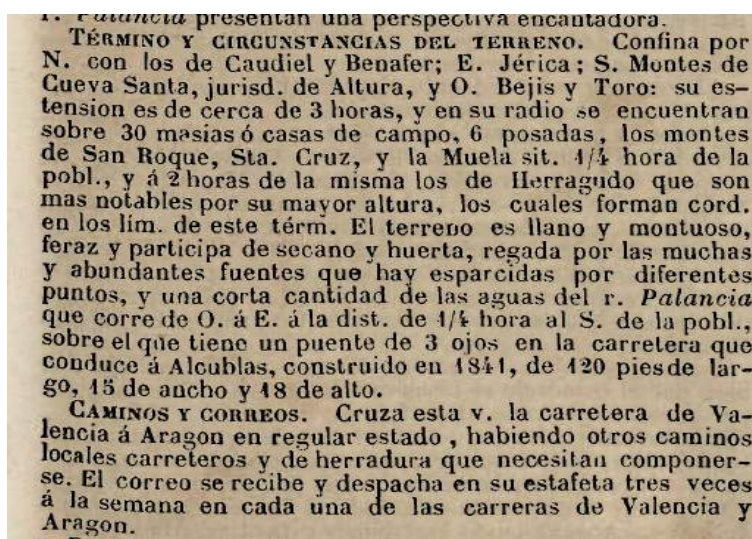 r. Palancia presentan una perspectiva encantadora.
TÉRMINO Y CIRCUNSTANCIAS DEL TERRENO. Confina por
N. con los de Caudiel y Benafer; E. Jérica; S. Montes de
Cueva Santa, jurisd. de Altura, y O. Bejis y Toro: su es-
tension es de cerca de 3 horas, y en su radio se encuentran
sobre 30 masias ó casas de campo, 6 posadas, los montes
de San Roque, Sta. Cruz, y la Muela sit. 1/4 hora de la
pobl., y á 2 horas de la misma los de Herragudo que son
mas notables por su mayor altura, los cuales forman cord.
en los lím. de este térm. El terreno es llano y montuoso,
feraz y participa de secano y huerta, regada por las muchas
y abundantes fuentes que hay esparcidas por diferentes
puntos, y una corta cantidad de las aguas del r. Palancia
que corre de O. á E. á la dist. de 1/4 hora al S. de la pobl.,
sobre el que tiene un puente de 3 ojos en la carretera que
conduce á Alcublas, construido en 1841, de 120 pies de lar-
go, 15 de ancho y 18 de alto.
CAMINOS Y CORREOS. Cruza esta v. la carretera de Va-
lencia á Aragon en regular estado, habiendo otros caminos
locales carreteros y de herradura que necesitan componer-
se. El correo se recibe y despacha en su estafeta tres veces
á la semana en cada una de las carreras de Valencia y
Aragon.